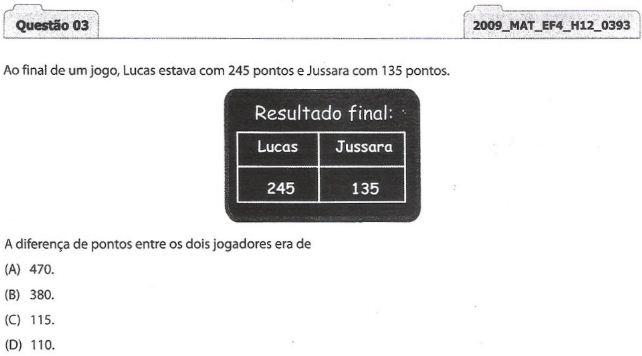 Questão 03
2009_MAT_EF4_H12_0393
Ao final de um jogo, Lucas estava com 245 pontos e Jussara com 135 pontos.
Resultado final:
Lucas Jussara
245 135
A diferença de pontos entre os dois jogadores era de
(A) 470.
(B) 380.
(C) 115.
(D) 110.